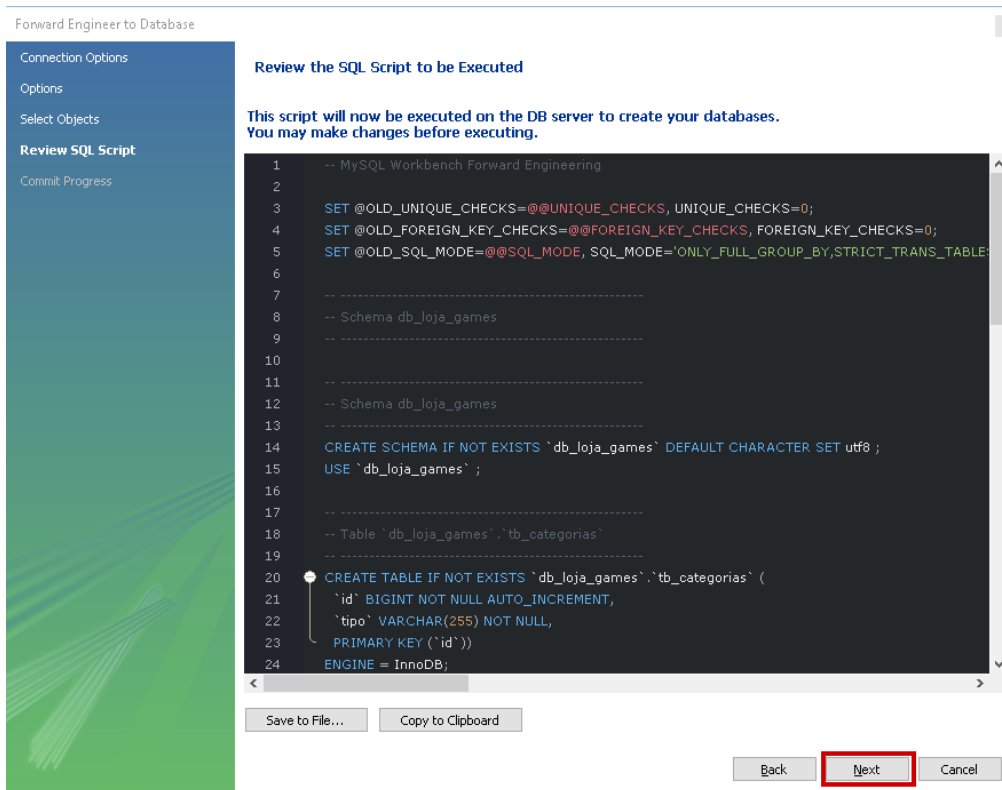 Forward Engineer to Database
Connection Options
Options
Select Objects
Review SQL Script
Commit Progress
Review the SQL Script to be Executed
This script will now be executed on the DB server to create your databases.
You may make changes before executing.
1 -- MySQL Workbench Forward Engineering
2
3 SET @OLD_UNIQUE_CHECKS=@@UNIQUE_CHECKS, UNIQUE_CHECKS=0;
4 SET @OLD_FOREIGN_KEY_CHECKS=@@FOREIGN_KEY_CHECKS, FOREIGN_KEY_CHECKS=0;
5 SET @OLD_SQL_MODE=@@SQL_MODE, SQL_MODE='ONLY_FULL_GROUP_BY,STRICT_TRANS_TABLES
6
7 -- -----------------------------------------------------
8 -- Schema db_loja_games
9 -- -----------------------------------------------------
10
11 -- -----------------------------------------------------
12 -- Schema db_loja_games
13 -- -----------------------------------------------------
14 CREATE SCHEMA IF NOT EXISTS `db_loja_games` DEFAULT CHARACTER SET utf8 ;
15 USE `db_loja_games` ;
16
17 -- -----------------------------------------------------
18 -- Table `db_loja_games`.`tb_categorias`
19 -- -----------------------------------------------------
20 CREATE TABLE IF NOT EXISTS `db_loja_games`.`tb_categorias` (
21 `id` BIGINT NOT NULL AUTO_INCREMENT,
22 `tipo` VARCHAR(255) NOT NULL,
23 PRIMARY KEY (`id`))
24 ENGINE = InnoDB;
Save to File...
Copy to Clipboard
Back
Next
Cancel